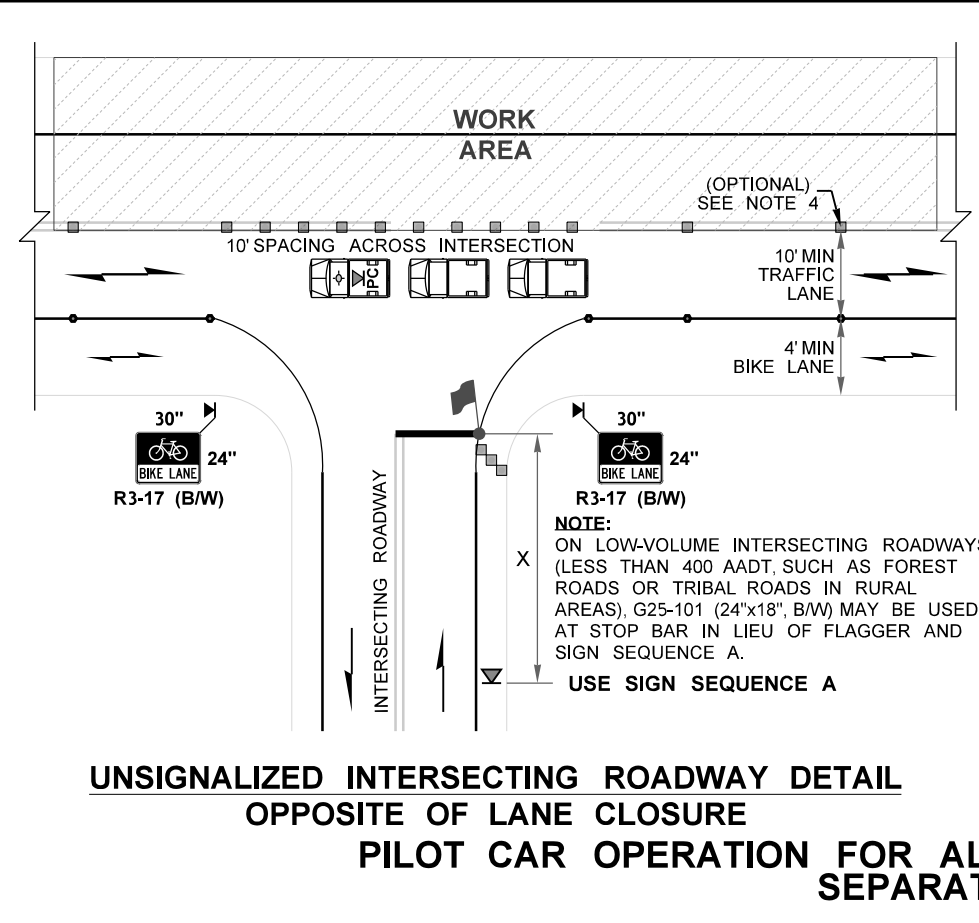 WORK
AREA
(OPTIONAL)
SEE NOTE 4
10' SPACING ACROSS INTERSECTION
PC
10' MIN
TRAFFIC
LANE
4' MIN
BIKE LANE
30"
BIKE LANE
24"
R3-17 (B/W)
30"
BIKE LANE
24"
R3-17 (B/W)
INTERSECTING ROADWAY
X
NOTE:
ON LOW-VOLUME INTERSECTING ROADWAYS
(LESS THAN 400 AADT, SUCH AS FOREST
ROADS OR TRIBAL ROADS IN RURAL
AREAS), G25-101 (24"x18", B/W) MAY BE USED
AT STOP BAR IN LIEU OF FLAGGER AND
SIGN SEQUENCE A.
USE SIGN SEQUENCE A
UNSIGNALIZED INTERSECTING ROADWAY DETAIL
OPPOSITE OF LANE CLOSURE
PILOT CAR OPERATION FOR AL
SEPARAT